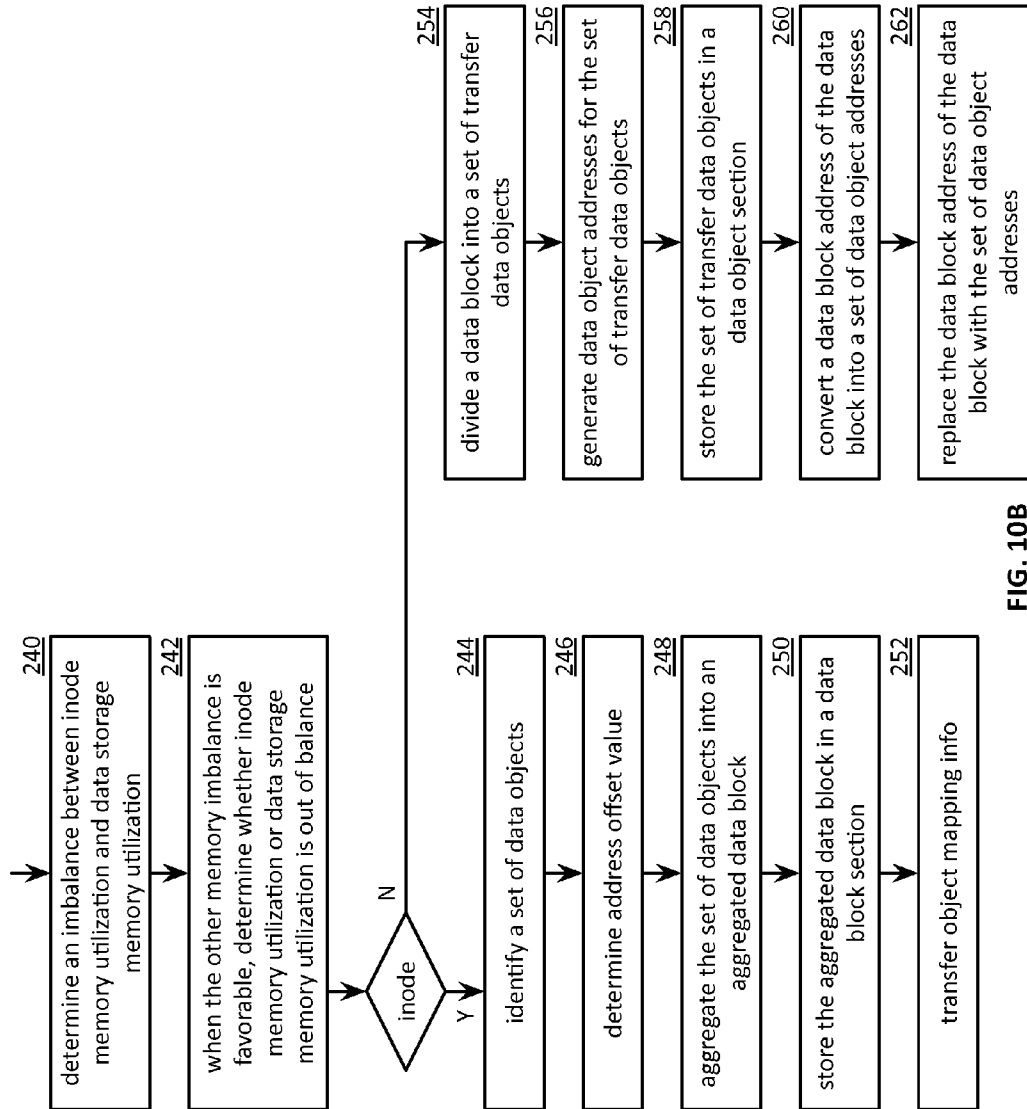 240
determine an imbalance between inode
memory utilization and data storage
memory utilization
242
when the other memory imbalance is
favorable, determine whether inode
memory utilization or data storage
memory utilization is out of balance
inode
N
Y
244
identify a set of data objects
246
determine address offset value
248
aggregate the set of data objects into an
aggregated data block
250
store the aggregated data block in a data
block section
252
transfer object mapping info
254
divide a data block into a set of transfer
data objects
256
generate data object addresses for the set
of transfer data objects
258
store the set of transfer data objects in a
data object section
260
convert a data block address of the data
block into a set of data object addresses
262
replace the data block address of the data
block with the set of data object
addresses
FIG. 10B